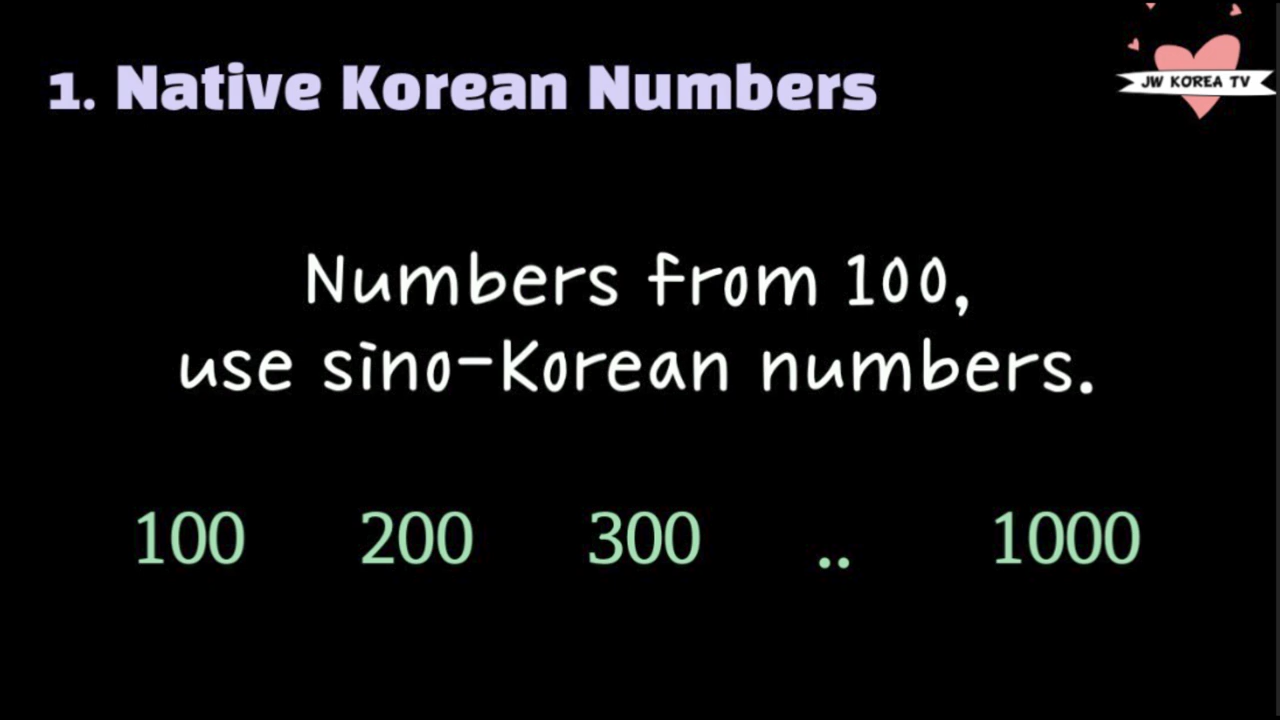 1. Native Korean Numbers
JW KOREA TV
Numbers from 100,
use sino-Korean numbers.
100 200 300 .. 1000